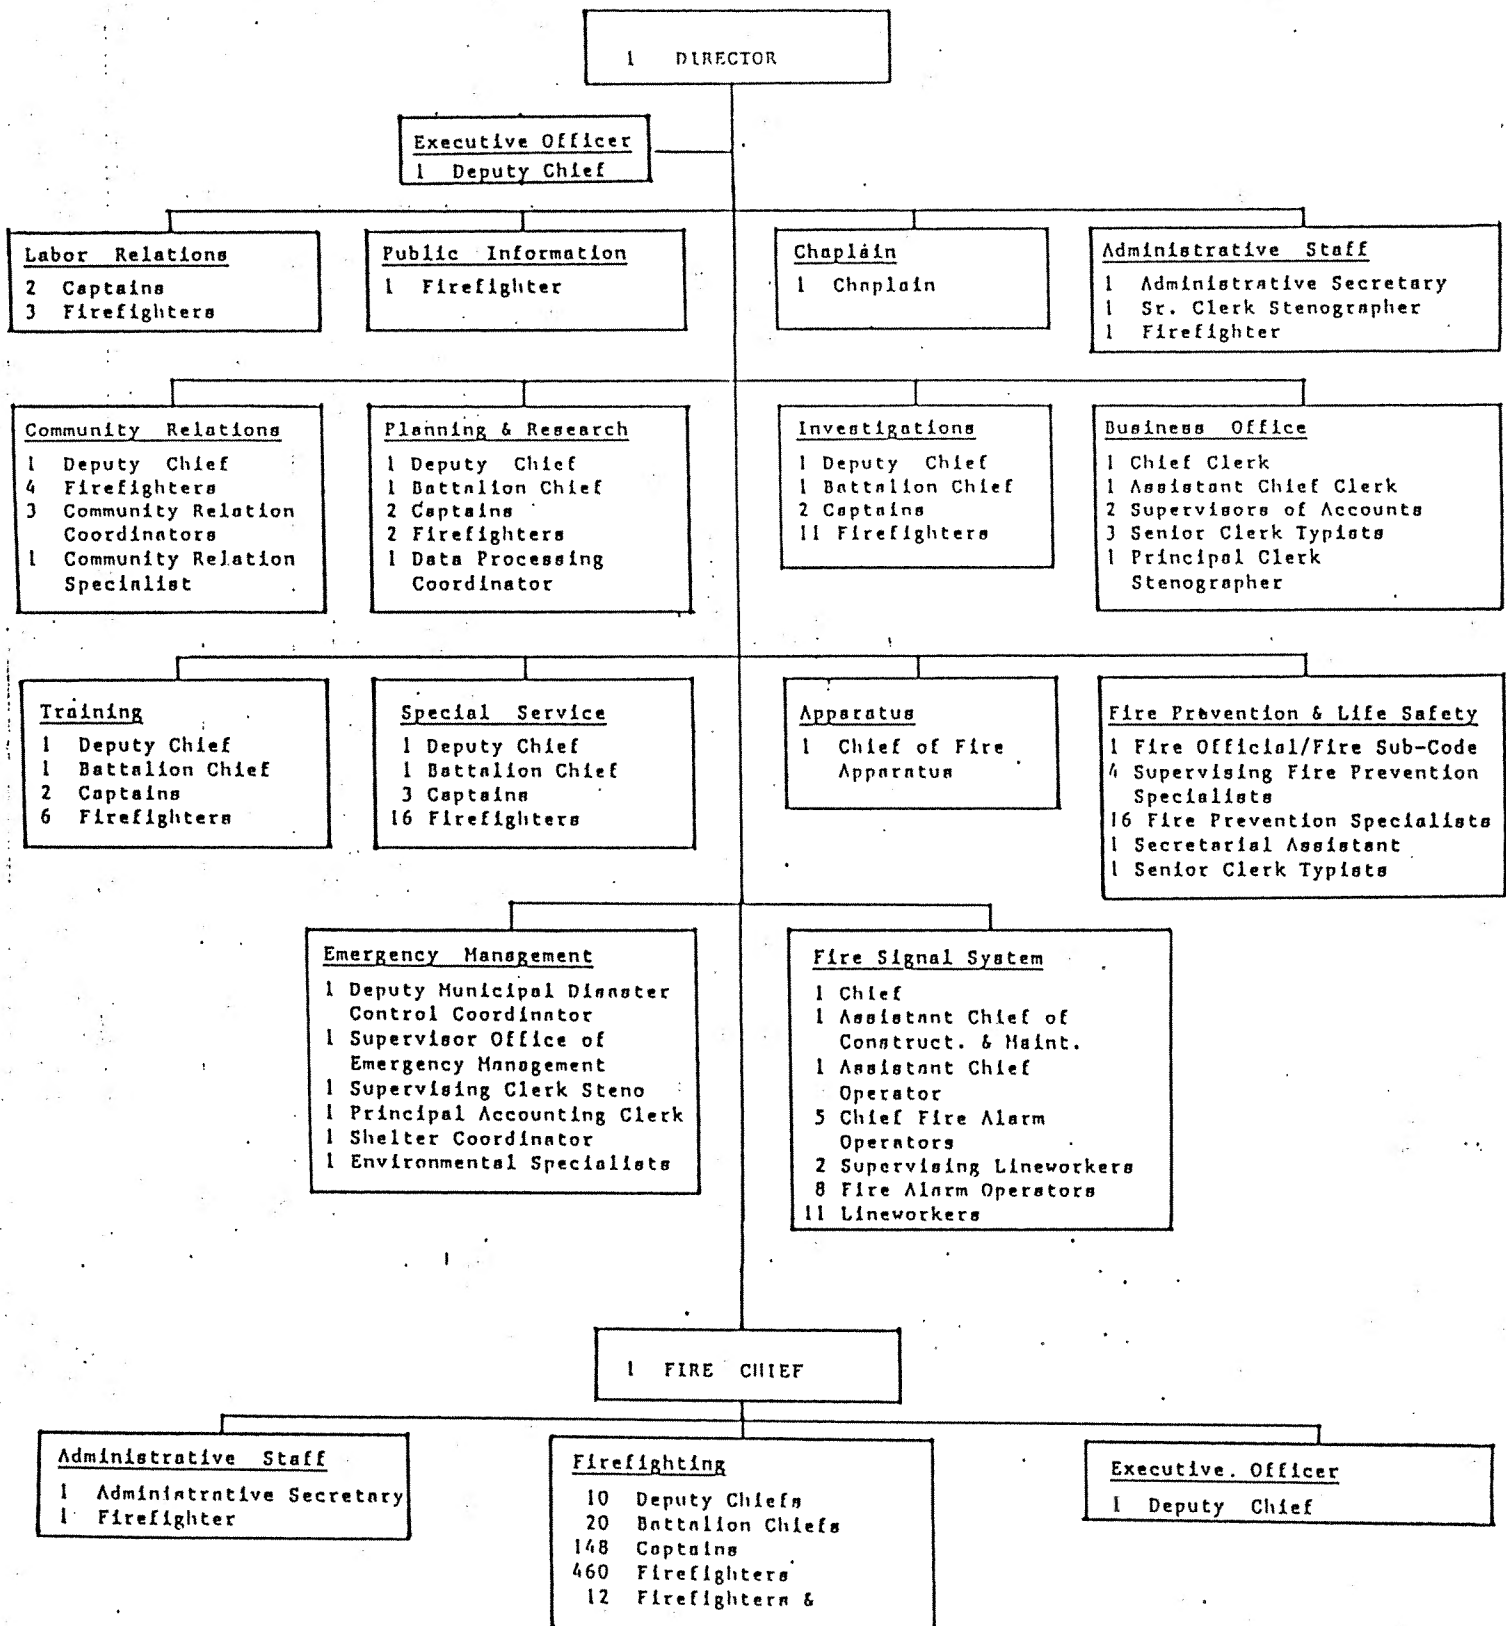 1 DIRECTOR
Executive Officer
1 Deputy Chief
Labor Relations
2 Captains
3 Firefighters
Public Information
1 Firefighter
Chaplain
1 Chaplain
Administrative Staff
1 Administrative Secretary
1 Sr. Clerk Stenographer
1 Firefighter
Community Relations
1 Deputy Chief
4 Firefighters
3 Community Relation
Coordinators
1 Community Relation
Specialist
Planning & Research
1 Deputy Chief
1 Battalion Chief
2 Captains
2 Firefighters
1 Data Processing
Coordinator
Investigations
1 Deputy Chief
1 Battalion Chief
2 Captains
11 Firefighters
Business Office
1 Chief Clerk
1 Assistant Chief Clerk
2 Supervisors of Accounts
3 Senior Clerk Typists
1 Principal Clerk
Stenographer
Training
1 Deputy Chief
1 Battalion Chief
2 Captains
6 Firefighters
Special Service
1 Deputy Chief
1 Battalion Chief
3 Captains
16 Firefighters
Apparatus
1 Chief of Fire
Apparatus
Fire Prevention & Life Safety
1 Fire Official/Fire Sub-Code
4 Supervising Fire Prevention
Specialists
16 Fire Prevention Specialists
1 Secretarial Assistant
1 Senior Clerk Typists
Emergency Management
1 Deputy Municipal Disaster
Control Coordinator
1 Supervisor Office of
Emergency Management
1 Supervising Clerk Steno
1 Principal Accounting Clerk
1 Shelter Coordinator
1 Environmental Specialists
Fire Signal System
1 Chief
1 Assistant Chief of
Construct. & Maint.
1 Assistant Chief
Operator
5 Chief Fire Alarm
Operators
2 Supervising Lineworkers
8 Fire Alarm Operators
11 Lineworkers
1 FIRE CHIEF
Administrative Staff
1 Administrative Secretary
1 Firefighter
Firefighting
10 Deputy Chiefs
20 Battalion Chiefs
148 Captains
460 Firefighters
12 Firefighters &
Executive. Officer
1 Deputy Chief